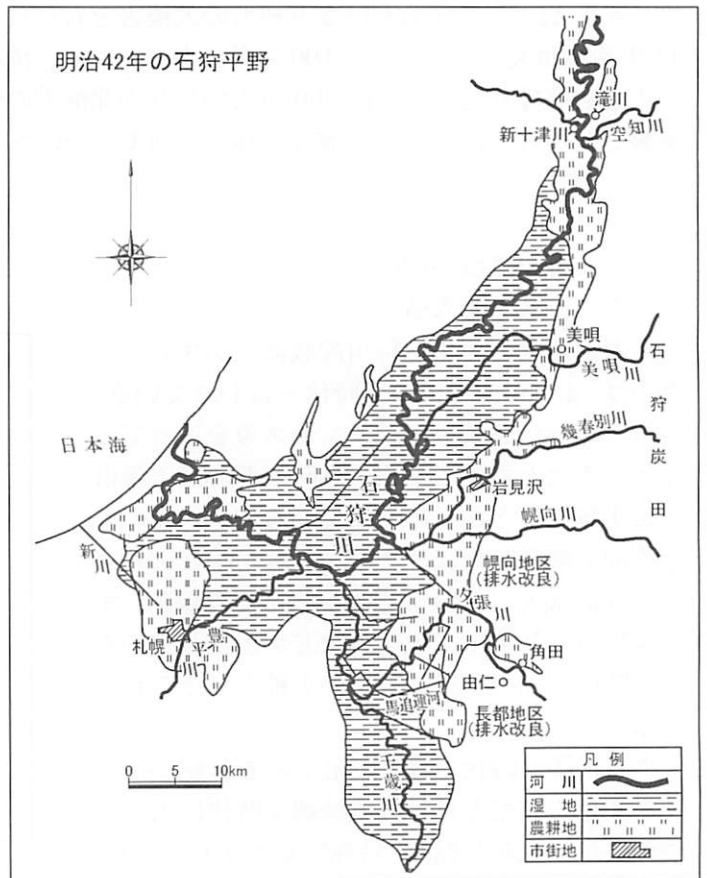 明治42年の石狩平野
滝川
新十津川
空知川
美唄
美唄川
石狩炭田
幾春別川
日本海
岩見沢
石狩川
幌向川
新川
幌向地区
(排水改良)
夕張川
札幌
豊平川
角田
由仁
馬追運河
長都地区
(排水改良)
千歳川
0 5 10km
凡例
河川
湿地
農耕地
市街地